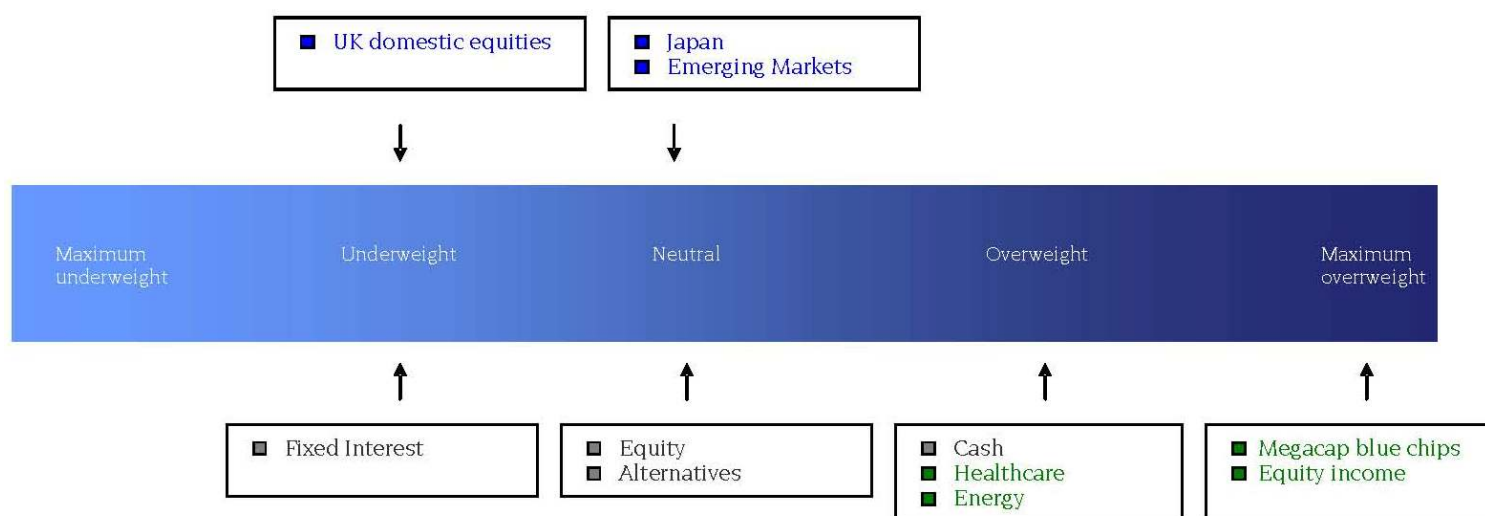 UK domestic equities
Japan
Emerging Markets
Maximum
underweight
Underweight
Neutral
Overweight
Maximum
overrweight
Fixed Interest
Equity
Alternatives
Cash
Healthcare
Energy
Megacap blue chips
Equity income